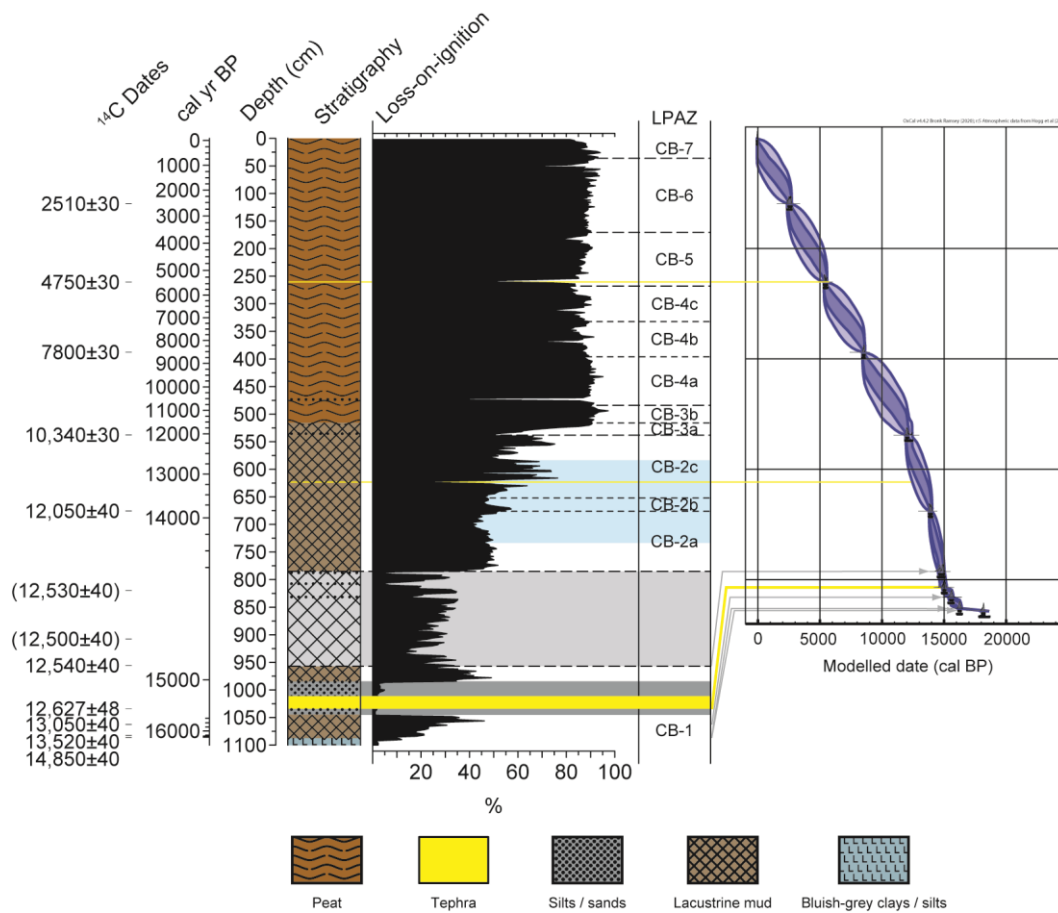 ¹⁴C Dates
cal yr BP
Depth (cm)
Stratigraphy
Loss-on-ignition
LPAZ
2510±30
4750±30
7800±30
10,340±30
12,050±40
(12,530±40)
(12,500±40)
12,540±40
12,627±48
13,050±40
13,520±40
14,850±40
0
1000
2000
3000
4000
5000
6000
7000
8000
9000
10000
11000
12000
13000
14000
15000
16000
0
50
100
150
200
250
300
350
400
450
500
550
600
650
700
750
800
850
900
950
1000
1050
1100
CB-7
CB-6
CB-5
CB-4c
CB-4b
CB-4a
CB-3b
CB-3a
CB-2c
CB-2b
CB-2a
CB-1
20 40 60 80 100
%
0 5000 10000 15000 20000
Modelled date (cal BP)
Peat
Tephra
Silts / sands
Lacustrine mud
Bluish-grey clays / silts